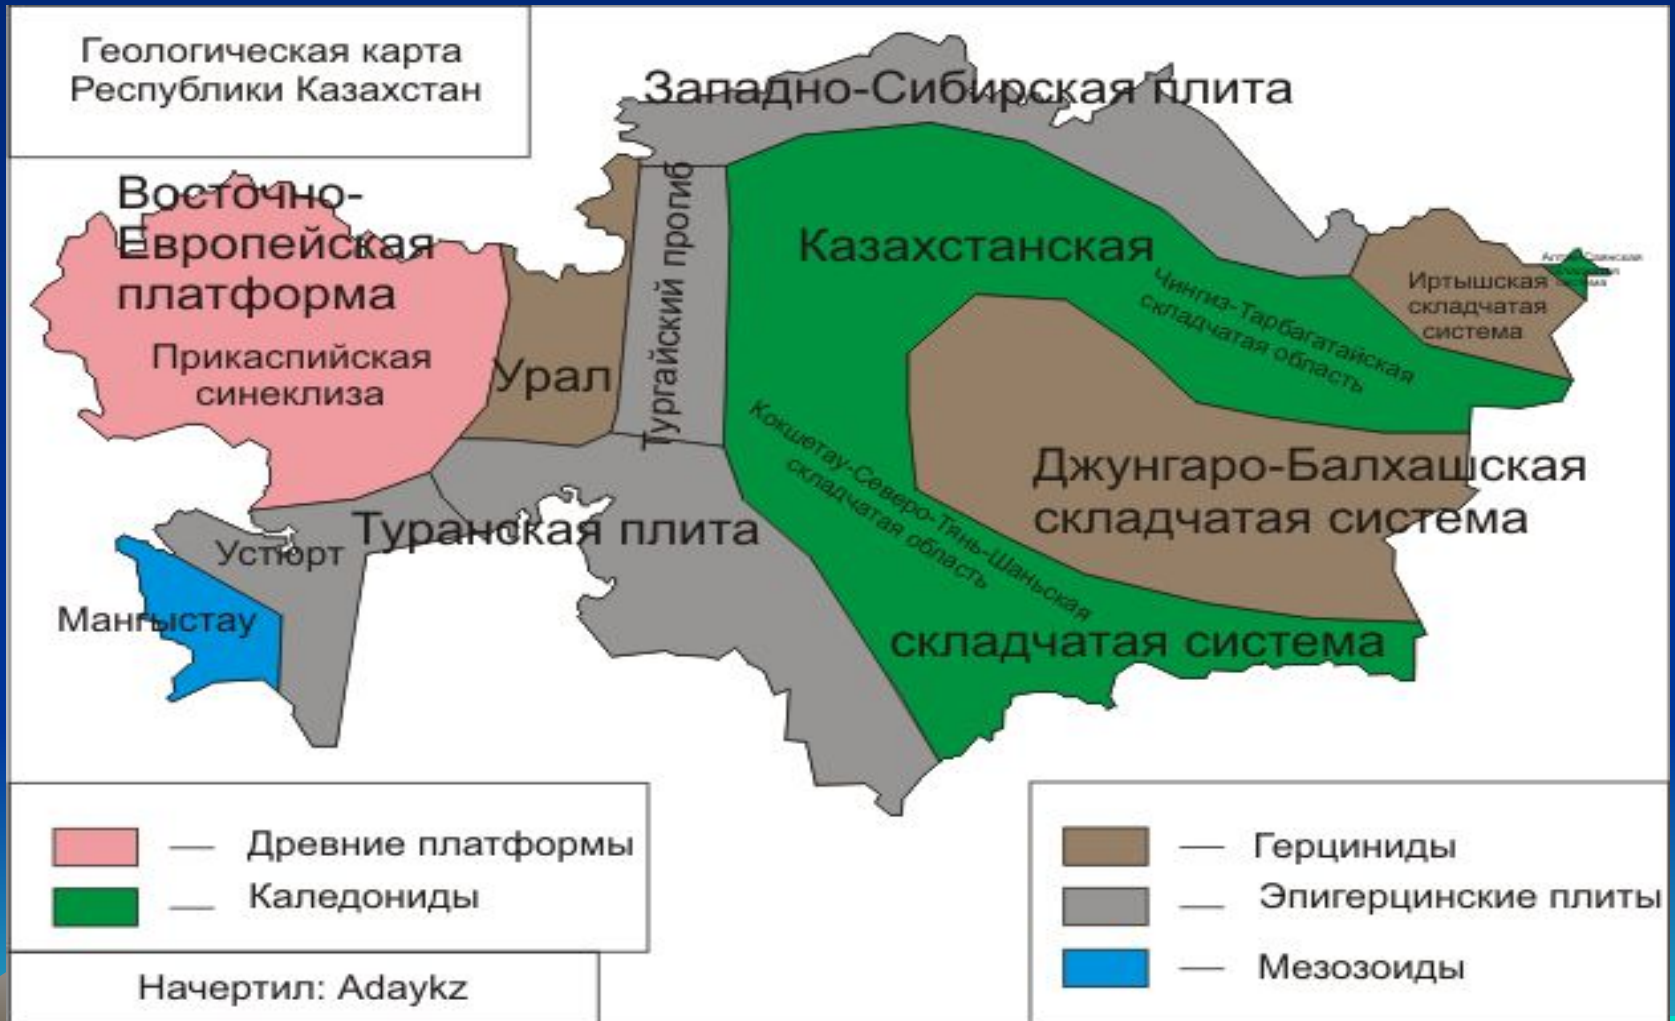 Геологическая карта
Республики Казахстан
Западно-Сибирская плита
Восточно-
Европейская
платформа
Прикаспийская
синеклиза
Урал
Тургайский прогиб
Казахстанская
Чингиз-Тарбагатайская
складчатая область
Иртышская
складчатая
система
система
Кокшетау-Северо-Тянь-Шаньская
складчатая область
Джунгаро-Балхашская
складчатая система
Туранская плита
Устюрт
Мангыстау
складчатая система
Древние платформы
Каледониды
Начертил: Adaykz
Герциниды
Эпигерцинские плиты
Мезозоиды